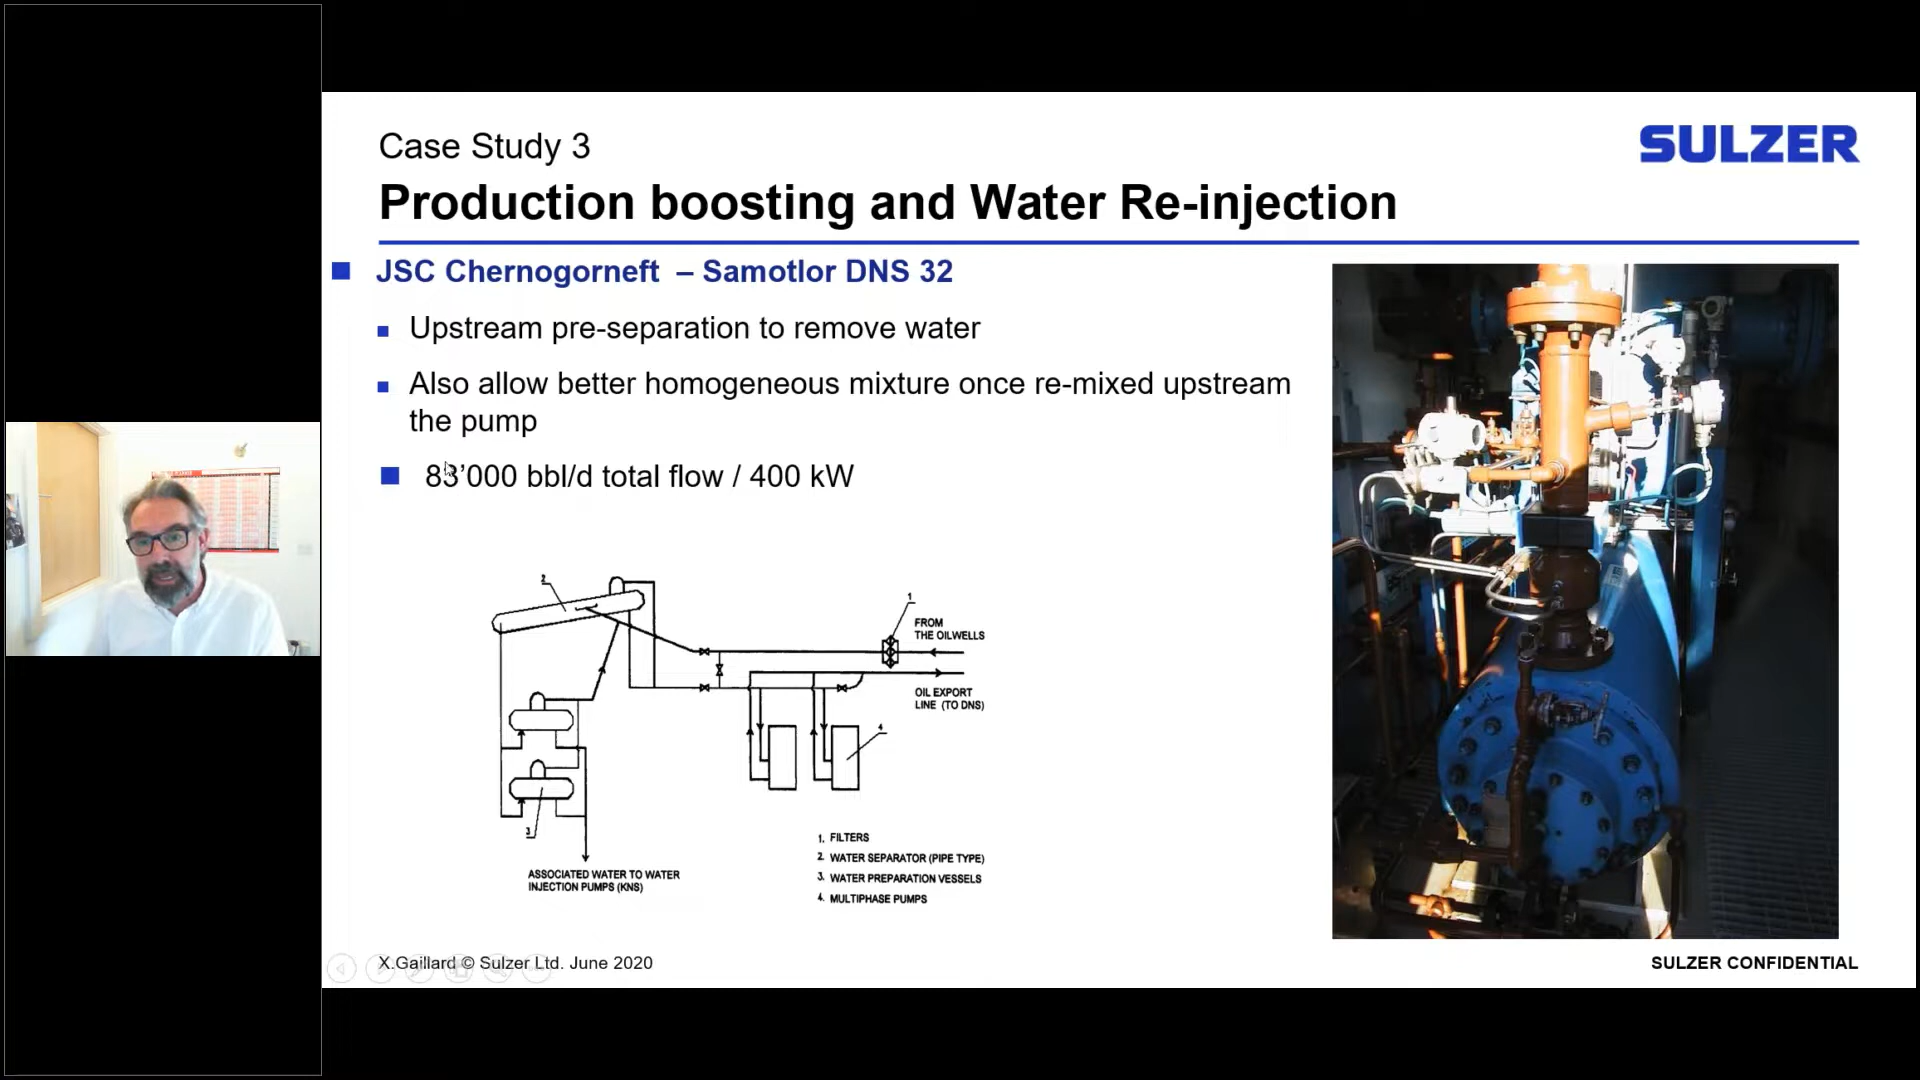 Case Study 3
SULZER
Production boosting and Water Re-injection
JSC Chernogorneft – Samotlor DNS 32
Upstream pre-separation to remove water
Also allow better homogeneous mixture once re-mixed upstream
the pump
83’000 bbl/d total flow / 400 kW
2
1
FROM
THE OILWELLS
OIL EXPORT
LINE (TO DNS)
4
3
ASSOCIATED WATER TO WATER
INJECTION PUMPS (KNS)
1. FILTERS
2. WATER SEPARATOR (PIPE TYPE)
3. WATER PREPARATION VESSELS
4. MULTIPHASE PUMPS
X.Gaillard © Sulzer Ltd. June 2020
SULZER CONFIDENTIAL